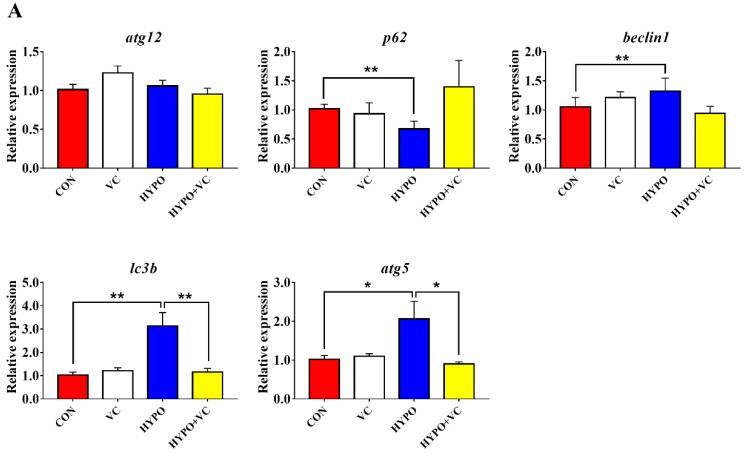 A
atg12
Relative expression
1.5
1.0
0.5
0.0
CON
VC
HYPO
HYPO+VC
p62
Relative expression
2.0
1.5
1.0
0.5
0.0
**
CON
VC
HYPO
HYPO+VC
beclin1
Relative expression
2.0
1.5
1.0
0.5
0.0
**
CON
VC
HYPO
HYPO+VC
lc3b
Relative expression
5.0
4.0
3.0
2.0
1.0
0.0
**
**
CON
VC
HYPO
HYPO+VC
atg5
Relative expression
3.0
2.0
1.0
0.0
*
*
CON
VC
HYPO
HYPO+VC